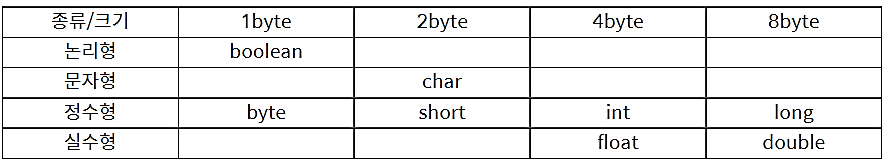 종류/크기 1byte 2byte 4byte 8byte
논리형 boolean
문자형 char
정수형 byte short int long
실수형 float double